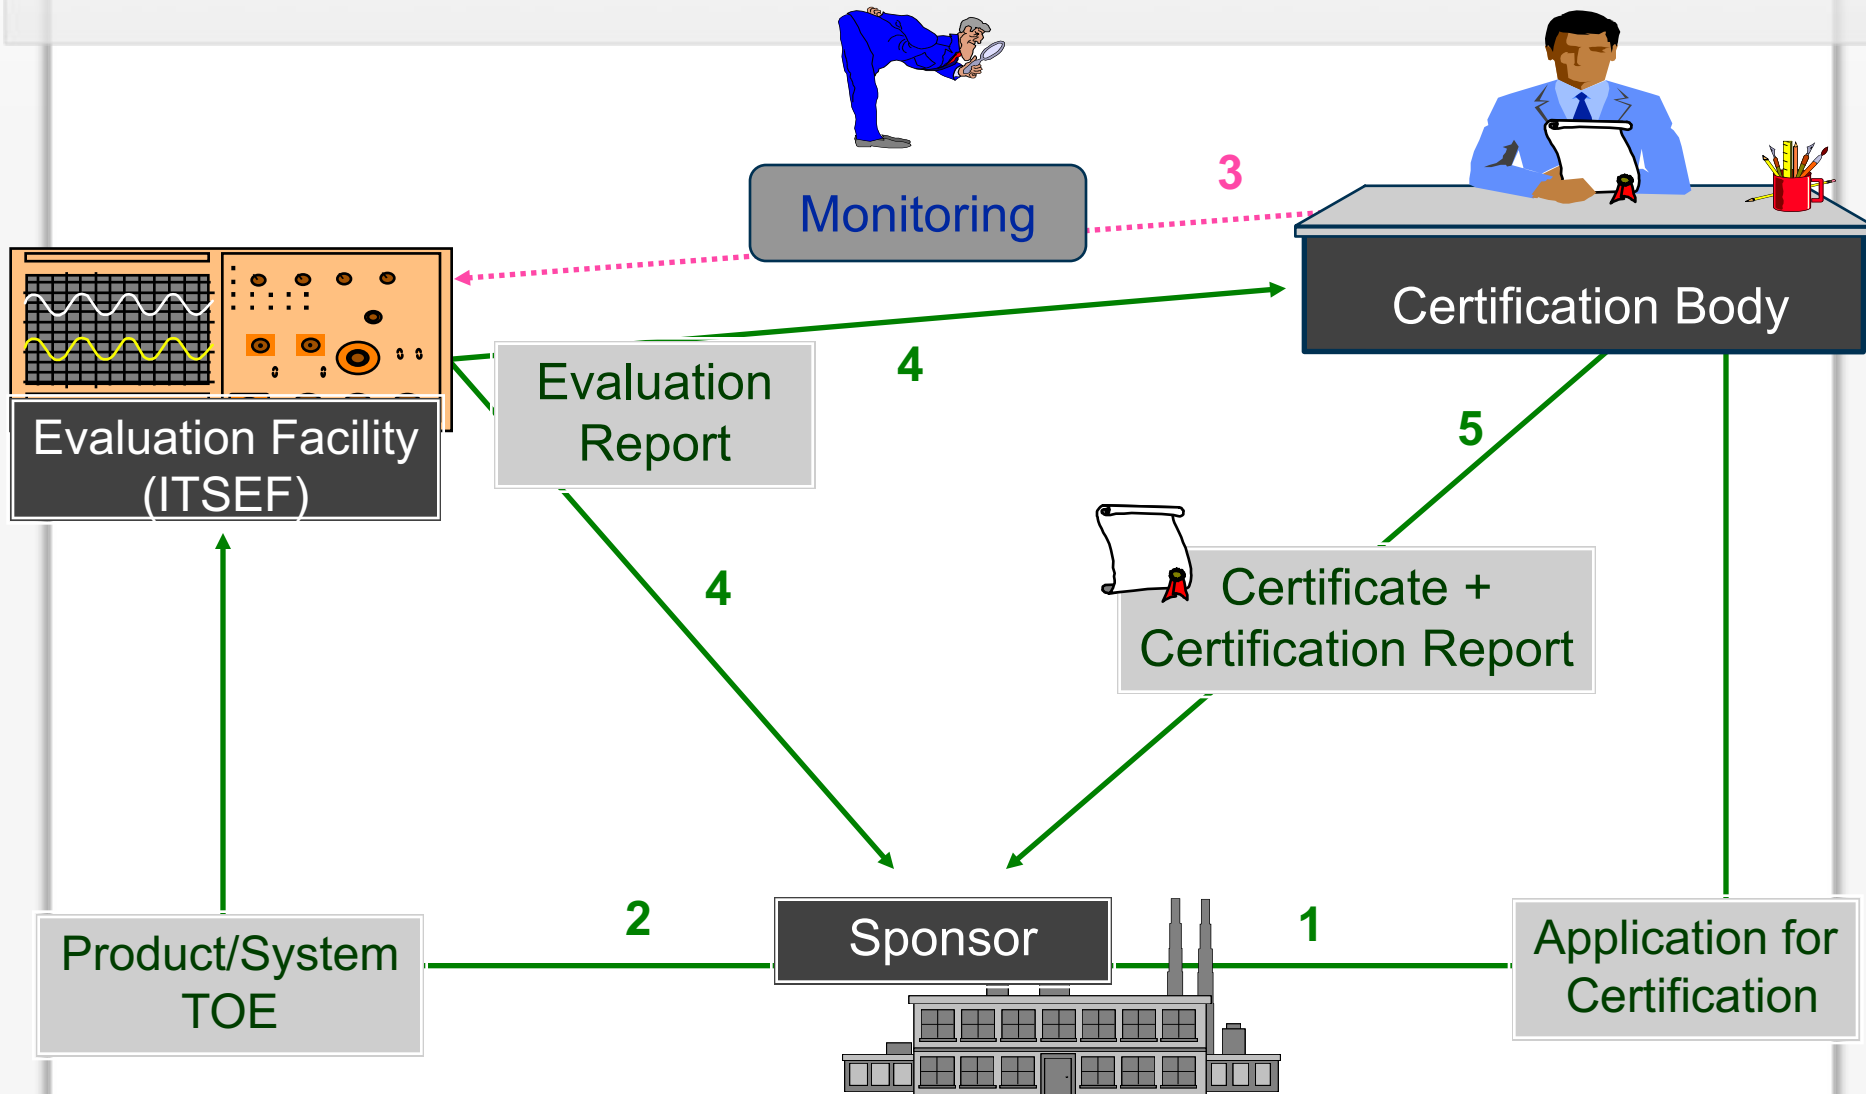 3
Monitoring
Certification Body
4
Evaluation
Report
Evaluation Facility
(ITSEF)
5
4
Certificate +
Certification Report
2
Sponsor
1
Product/System
TOE
Application for
Certification